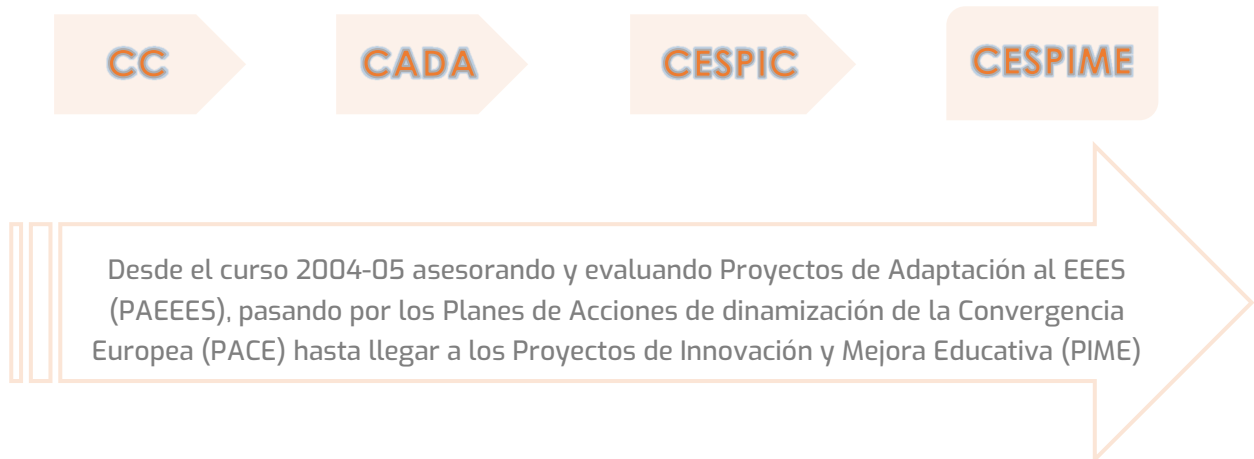 CC
CADA
CESPIC
CESPIME
Desde el curso 2004-05 asesorando y evaluando Proyectos de Adaptación al EEES
(PAEEES), pasando por los Planes de Acciones de dinamización de la Convergencia
Europea (PACE) hasta llegar a los Proyectos de Innovación y Mejora Educativa (PIME)